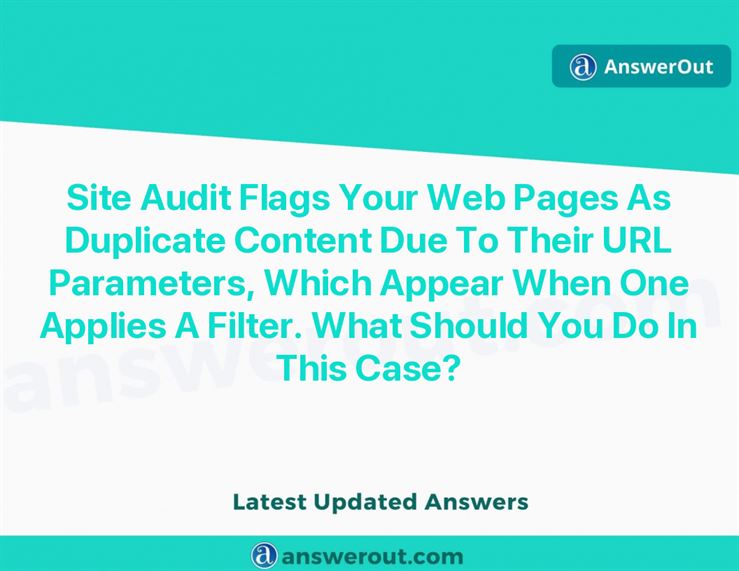 AnswerOut
Site Audit Flags Your Web Pages As
Duplicate Content Due To Their URL
Parameters, Which Appear When One
Applies A Filter. What Should You Do In
This Case?
answerout.com
Latest Updated Answers
answerout.com